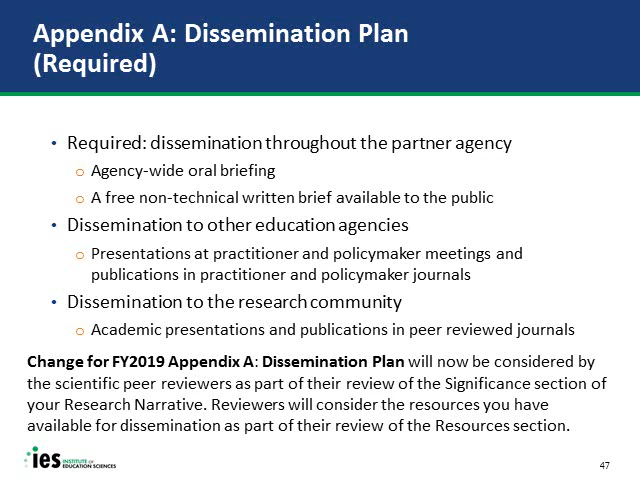 Appendix A: Dissemination Plan
(Required)
• Required: dissemination throughout the partner agency
o Agency-wide oral briefing
o A free non-technical written brief available to the public
• Dissemination to other education agencies
o Presentations at practitioner and policymaker meetings and
publications in practitioner and policymaker journals
• Dissemination to the research community
o Academic presentations and publications in peer reviewed journals
Change for FY2019 Appendix A: Dissemination Plan will now be considered by
the scientific peer reviewers as part of their review of the Significance section of
your Research Narrative. Reviewers will consider the resources you have
available for dissemination as part of their review of the Resources section.
ies INSTITUTE OF
EDUCATION SCIENCES
47